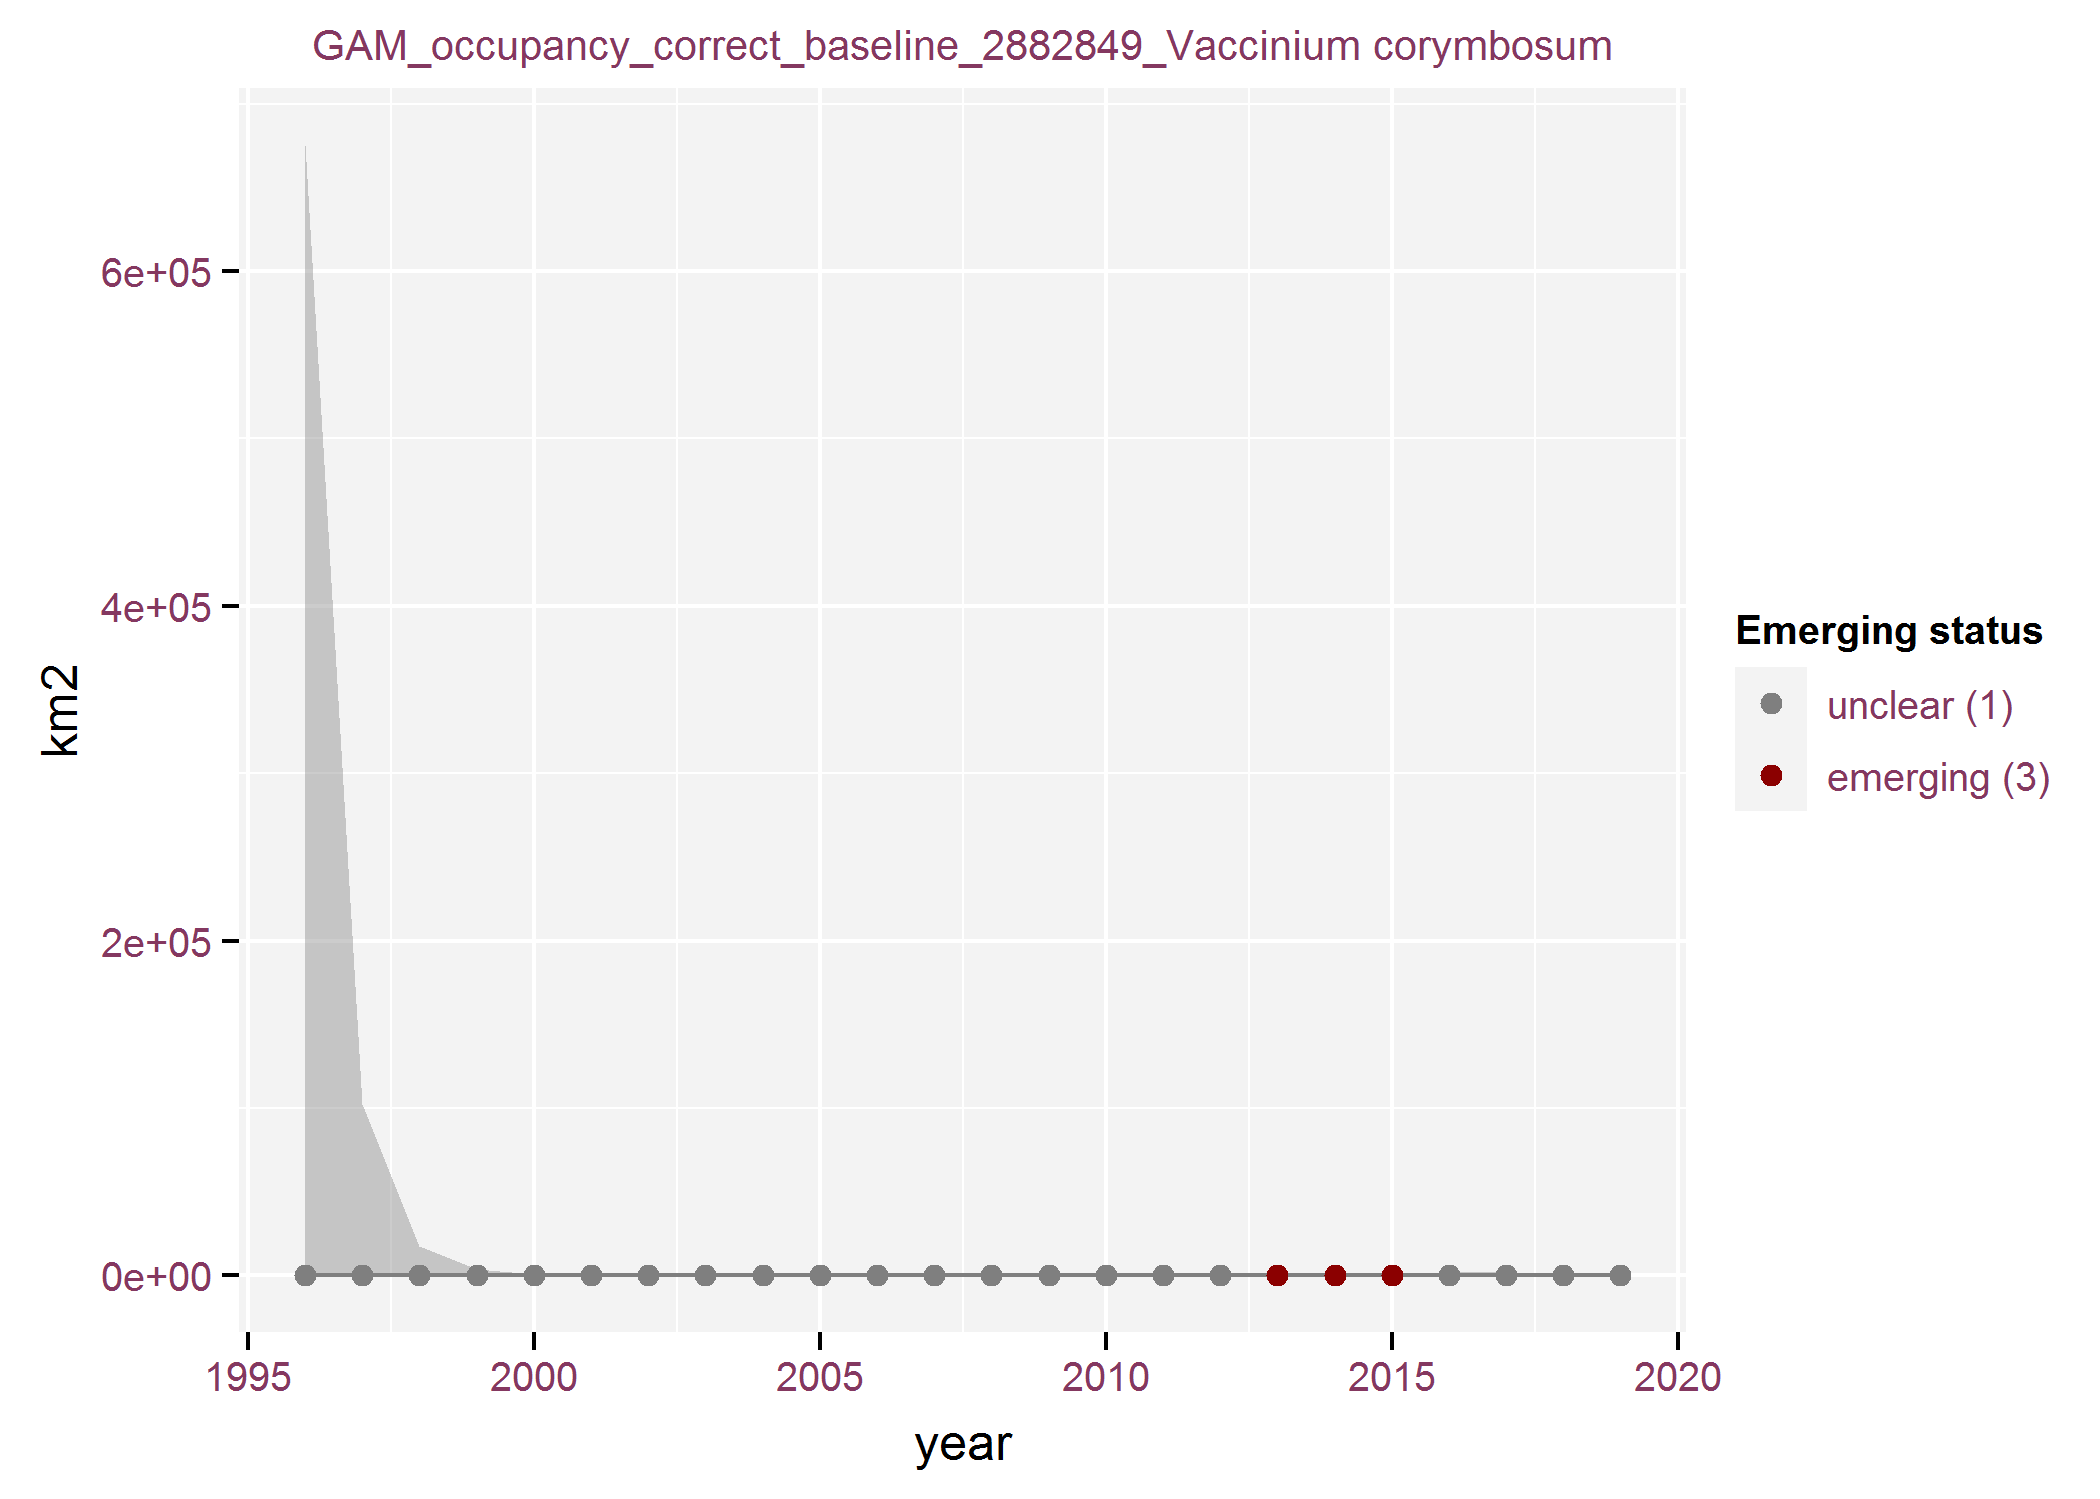 GAM_occupancy_correct_baseline_2882849_Vaccinium corymbosum
6e+05
4e+05
2e+05
0e+00
km2
1995 2000 2005 2010 2015 2020
year
Emerging status
unclear (1)
emerging (3)